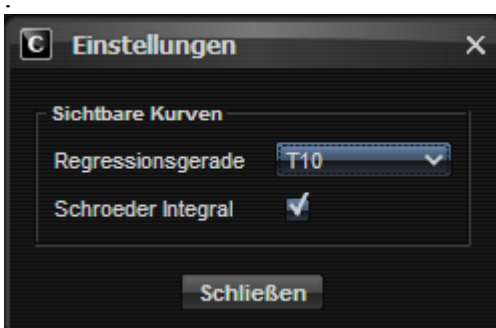 C Einstellungen
Sichtbare Kurven
Regressionsgerade T10
Schroeder Integral
Schließen